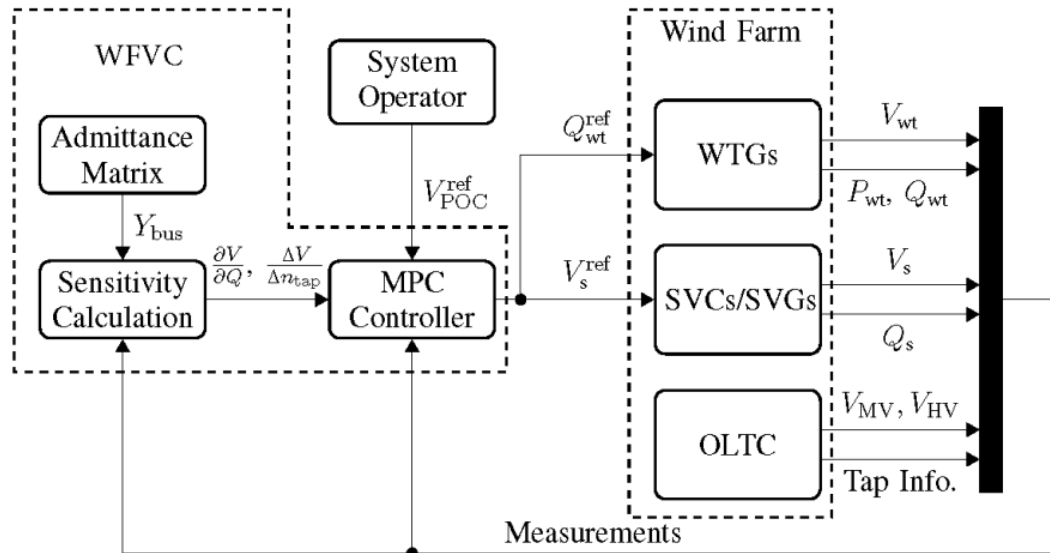 WFVC
System
Operator
Wind Farm
Admittance
Matrix
Q_wt^ref
WTGs
V_wt
P_wt, Q_wt
V_POC^ref
Y_bus
Sensitivity
Calculation
∂V/∂Q, ΔV/Δn_tap
MPC
Controller
V_s^ref
SVCs/SVGs
V_s
Q_s
OLTC
V_MV, V_HV
Tap Info.
Measurements